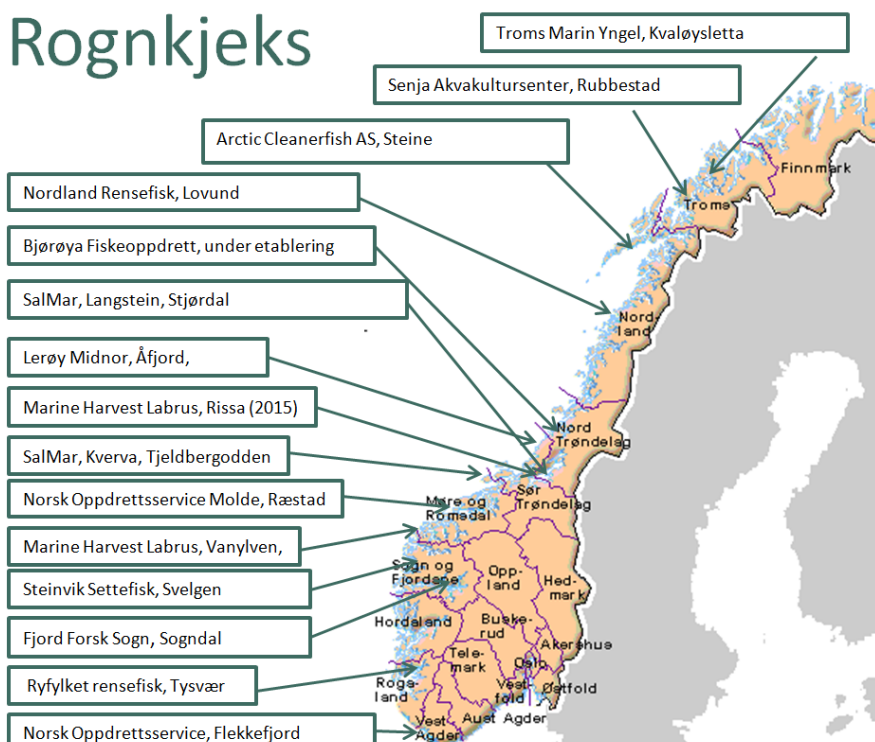 Rognkjeks
Troms Marin Yngel, Kvaløysletta
Senja Akvakultursenter, Rubbestad
Arctic Cleanerfish AS, Steine
Nordland Rensefisk, Lovund
Bjørøya Fiskeoppdrett, under etablering
SalMar, Langstein, Stjørdal
Lerøy Midnor, Åfjord,
Marine Harvest Labrus, Rissa (2015)
SalMar, Kverva, Tjeldbergodden
Norsk Oppdrettsservice Molde, Ræstad
Marine Harvest Labrus, Vanylven,
Steinvik Settefisk, Svelgen
Fjord Forsk Sogn, Sogndal
Ryfylket rensefisk, Tysvær
Norsk Oppdrettsservice, Flekkefjord
Finnmark
Troms
Nord-
land
Nord
Trøndelag
Sør
Trøndelag
Møre og
Romsdal
Sogn og
Fjordane
Opp-
land
Hed-
mark
Hordaland
Buske-
rud
Akershus
Tele-
mark
Oslo
Roga-
land
Vest
fold
Østfold
Vest
Agder
Aust Agder